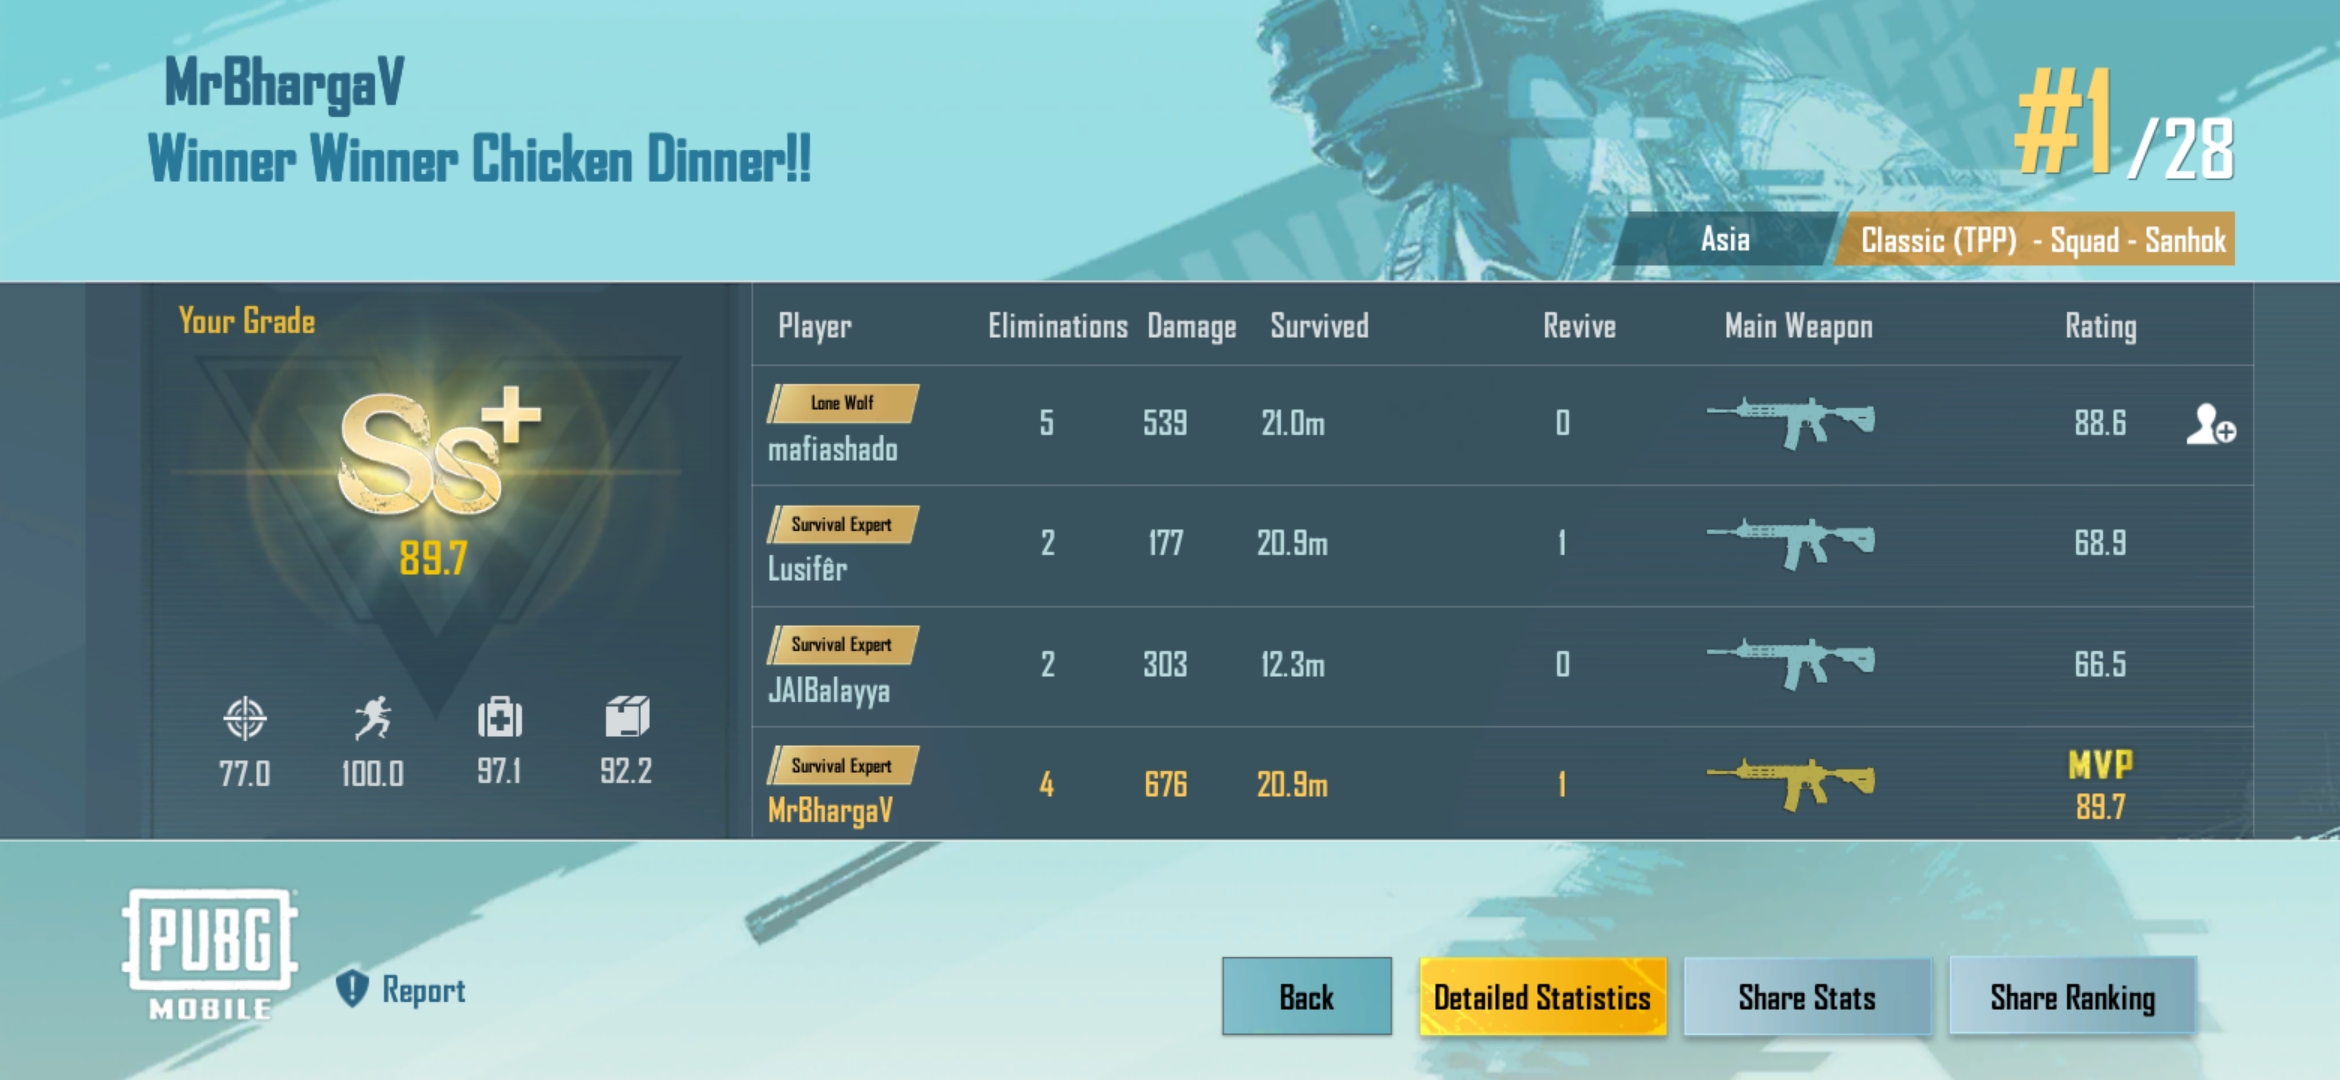 MrBhargaV
Winner Winner Chicken Dinner!!
#1/28
Asia
Classic (TPP) - Squad - Sanhok
Your Grade
Ss+
89.7
77.0 100.0 97.1 92.2
Player Eliminations Damage Survived Revive Main Weapon Rating
Lone Wolf
mafiashado 5 539 21.0m 0 88.6
Survival Expert
Lusifêr 2 177 20.9m 1 68.9
Survival Expert
JAIBalayya 2 303 12.3m 0 66.5
Survival Expert
MrBhargaV 4 676 20.9m 1 MVP 89.7
PUBG
MOBILE
Report
Back
Detailed Statistics
Share Stats
Share Ranking